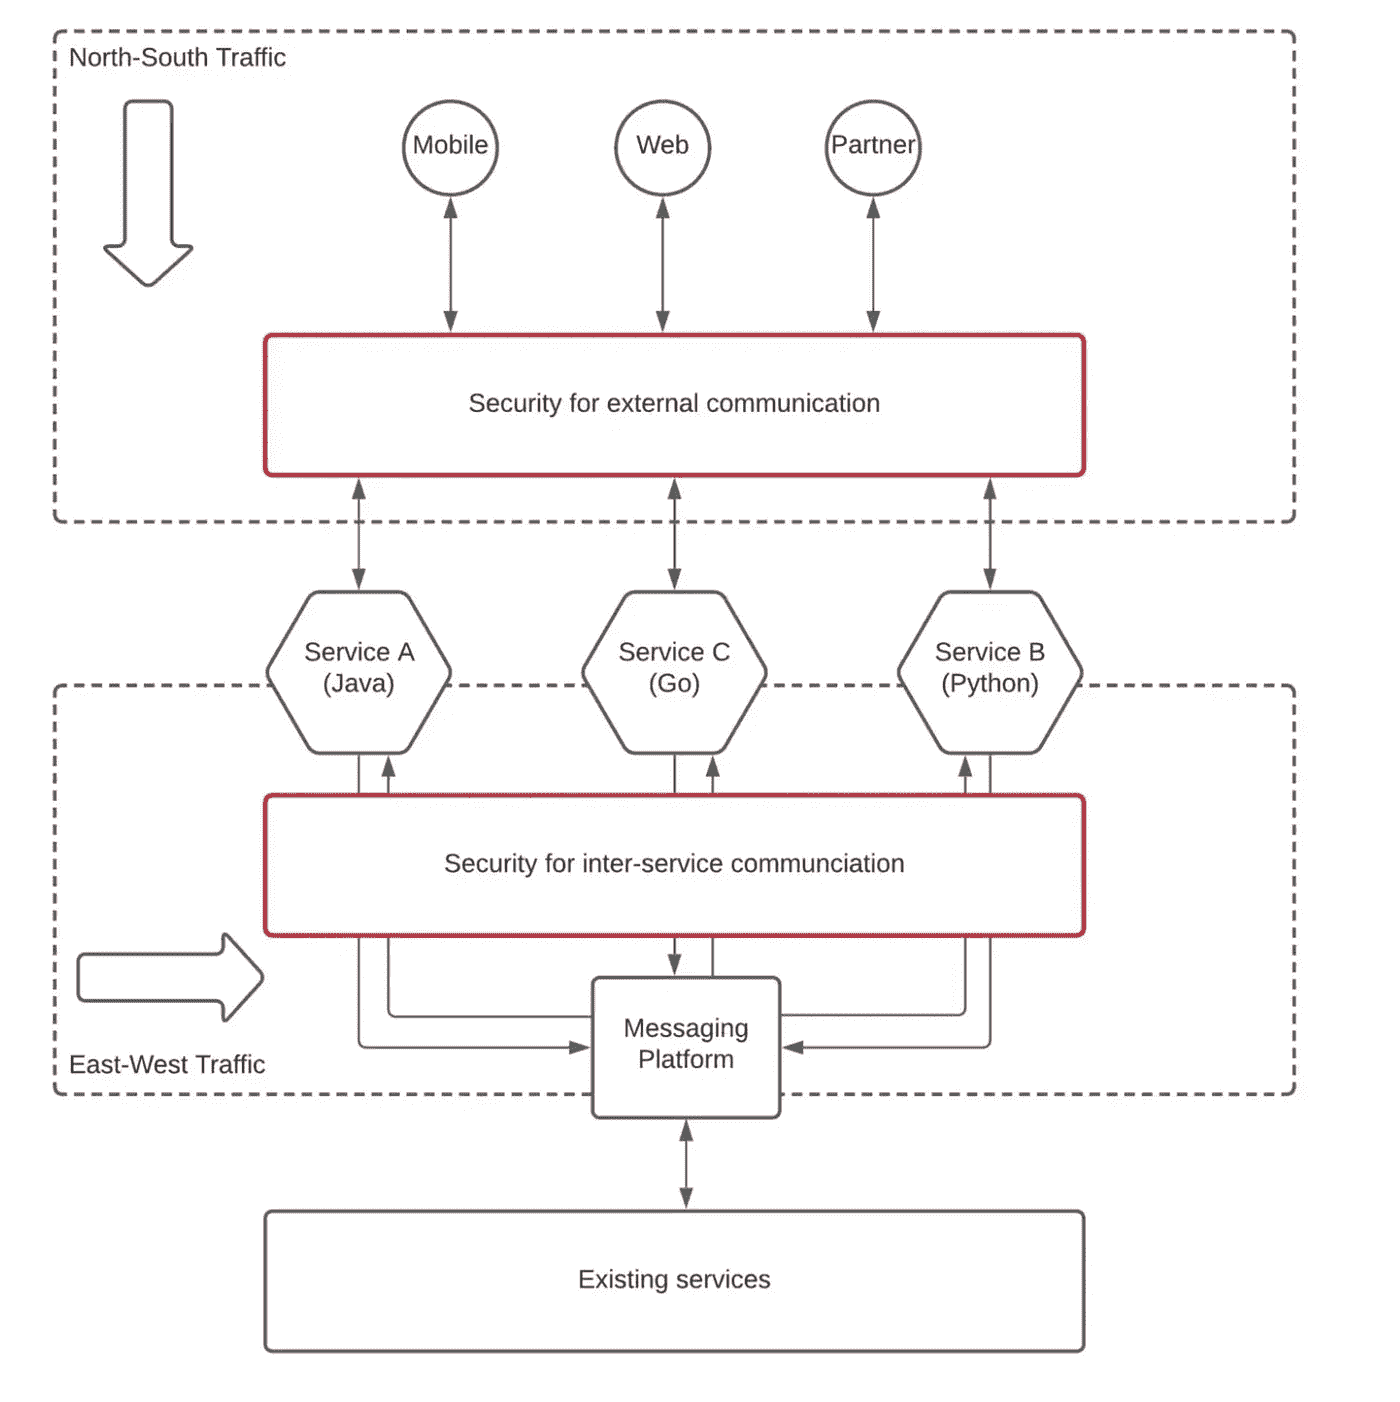 North-South Traffic
Mobile
Web
Partner
Security for external communication
Service A
(Java)
Service C
(Go)
Service B
(Python)
Security for inter-service communciation
Messaging
Platform
East-West Traffic
Existing services